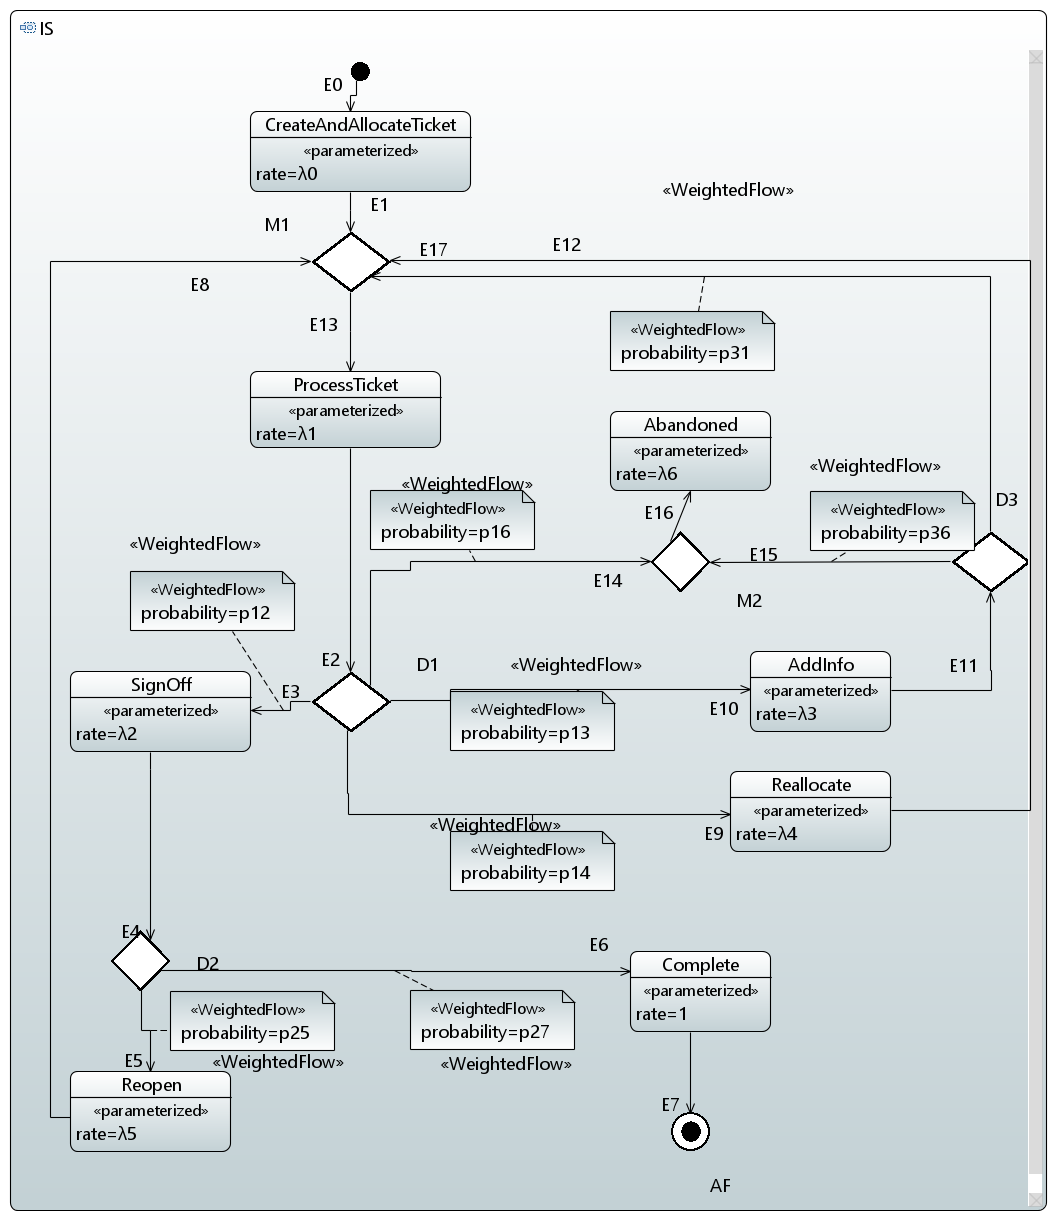 IS
E0
CreateAndAllocateTicket
«parameterized»
rate=λ0
«WeightedFlow»
E1
M1
E17
E12
E8
E13
«WeightedFlow»
probability=p31
ProcessTicket
«parameterized»
rate=λ1
Abandoned
«parameterized»
rate=λ6
«WeightedFlow»
«WeightedFlow»
«WeightedFlow»
probability=p16
E16
«WeightedFlow»
probability=p36
D3
«WeightedFlow»
E15
E14
M2
«WeightedFlow»
probability=p12
E2
D1
«WeightedFlow»
AddInfo
«parameterized»
rate=λ3
E11
SignOff
«parameterized»
rate=λ2
E3
E10
«WeightedFlow»
probability=p13
Reallocate
«parameterized»
rate=λ4
«WeightedFlow»
E9
«WeightedFlow»
probability=p14
E4
D2
E6
Complete
«parameterized»
rate=1
«WeightedFlow»
probability=p25
«WeightedFlow»
probability=p27
E5
«WeightedFlow»
«WeightedFlow»
Reopen
«parameterized»
rate=λ5
E7
AF